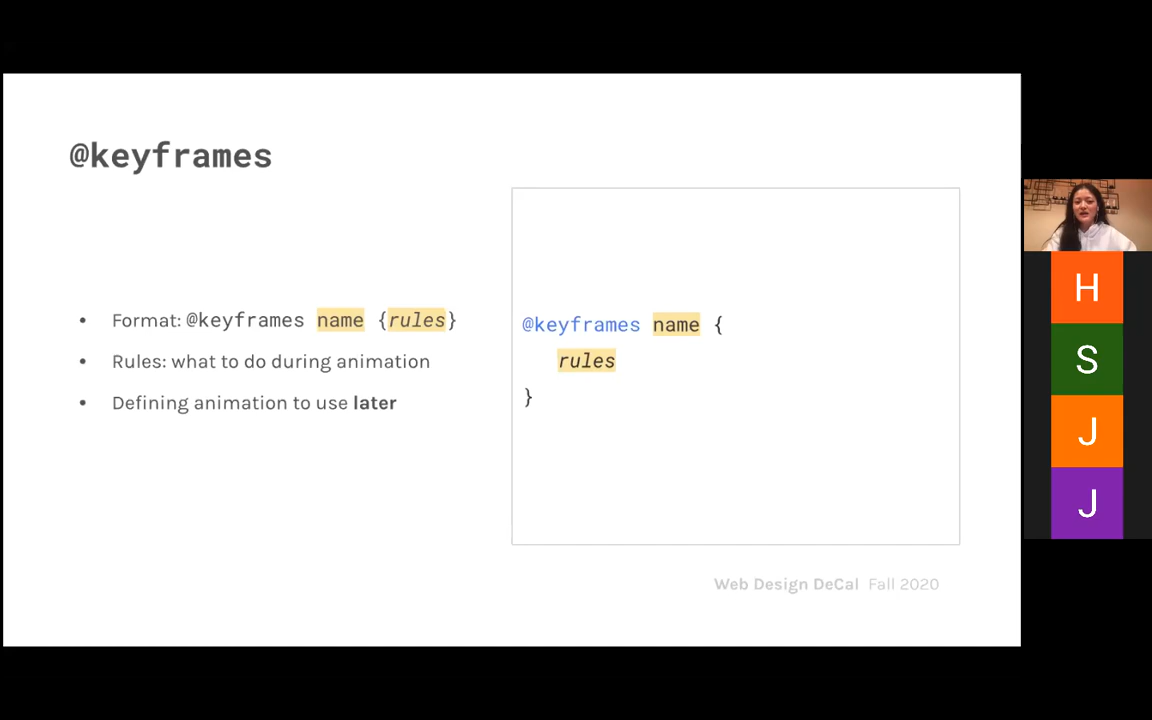 @keyframes
• Format: @keyframes name {rules}
• Rules: what to do during animation
• Defining animation to use later
@keyframes name {
rules
}
Web Design DeCal Fall 2020
H
S
J
J